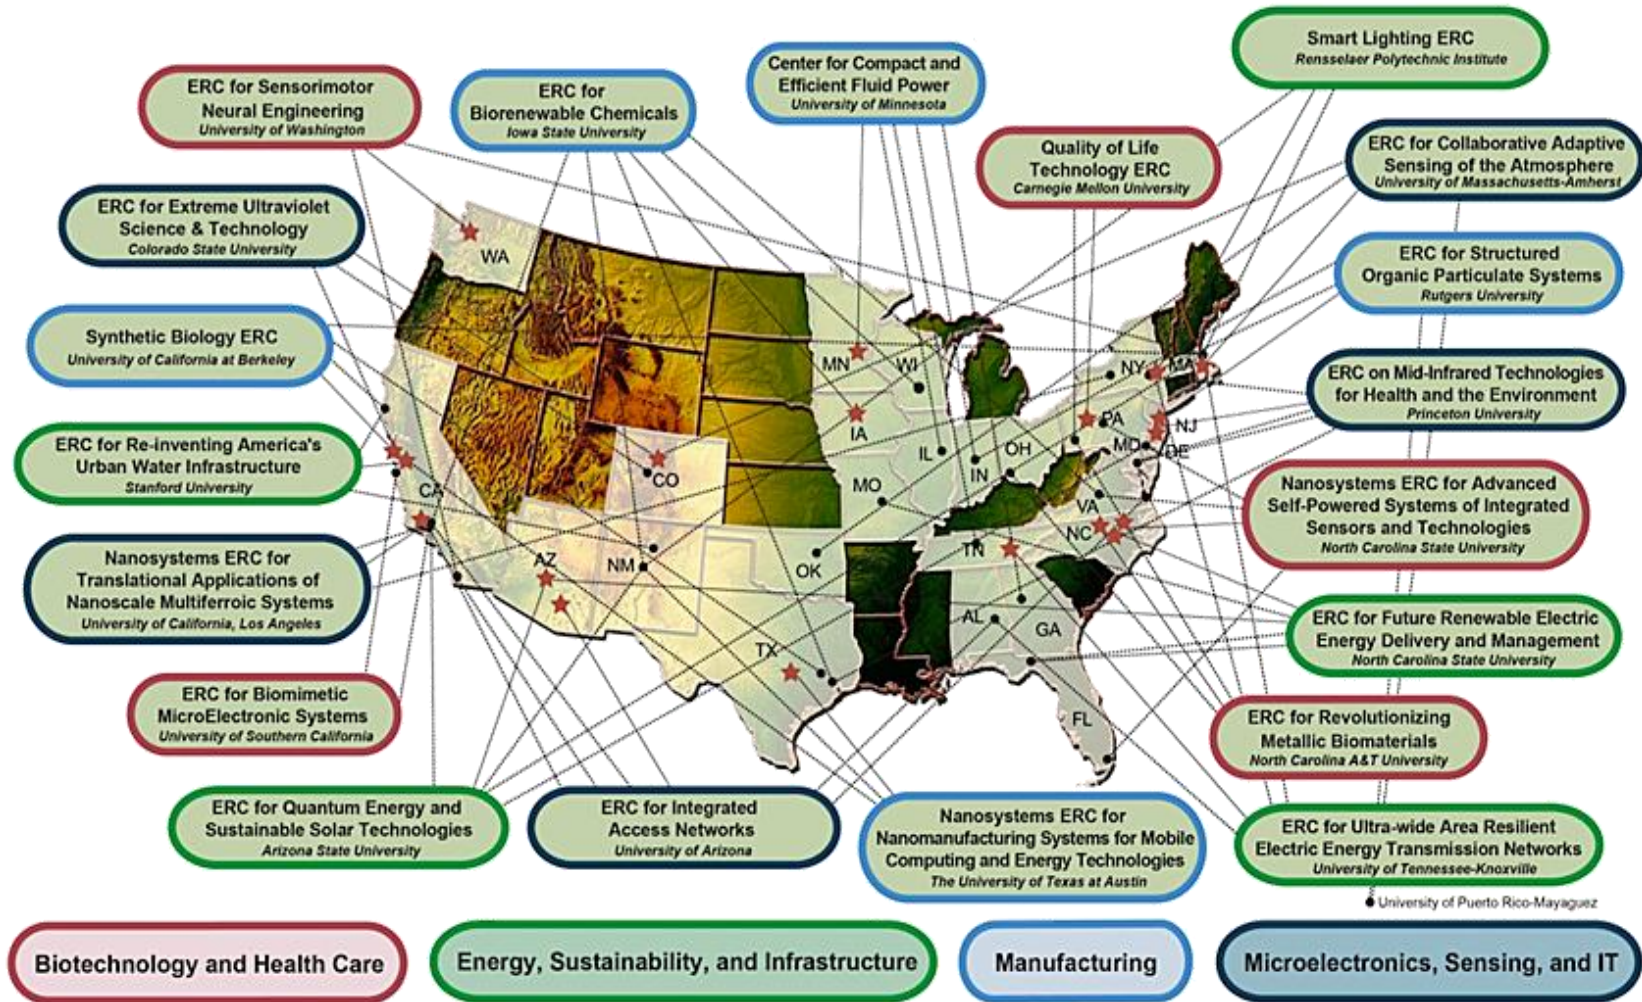 Smart Lighting ERC
Rensselaer Polytechnic Institute
ERC for Sensorimotor
Neural Engineering
University of Washington
ERC for
Biorenewable Chemicals
Iowa State University
Center for Compact and
Efficient Fluid Power
University of Minnesota
Quality of Life
Technology ERC
Carnegie Mellon University
ERC for Collaborative Adaptive
Sensing of the Atmosphere
University of Massachusetts-Amherst
ERC for Extreme Ultraviolet
Science & Technology
Colorado State University
ERC for Structured
Organic Particulate Systems
Rutgers University
Synthetic Biology ERC
University of California at Berkeley
ERC on Mid-Infrared Technologies
for Health and the Environment
Princeton University
ERC for Re-inventing America's
Urban Water Infrastructure
Stanford University
Nanosystems ERC for Advanced
Self-Powered Systems of Integrated
Sensors and Technologies
North Carolina State University
Nanosystems ERC for
Translational Applications of
Nanoscale Multiferroic Systems
University of California, Los Angeles
ERC for Future Renewable Electric
Energy Delivery and Management
North Carolina State University
ERC for Biomimetic
MicroElectronic Systems
University of Southern California
ERC for Revolutionizing
Metallic Biomaterials
North Carolina A&T University
ERC for Quantum Energy and
Sustainable Solar Technologies
Arizona State University
ERC for Integrated
Access Networks
University of Arizona
Nanosystems ERC for
Nanomanufacturing Systems for Mobile
Computing and Energy Technologies
The University of Texas at Austin
ERC for Ultra-wide Area Resilient
Electric Energy Transmission Networks
University of Tennessee-Knoxville
University of Puerto Rico-Mayaguez
WA
MN
WI
NY
MA
IA
PA
NJ
IL
IN
OH
MD
DE
CA
CO
MO
VA
NC
TN
AZ
NM
OK
AL
GA
TX
FL
Biotechnology and Health Care
Energy, Sustainability, and Infrastructure
Manufacturing
Microelectronics, Sensing, and IT